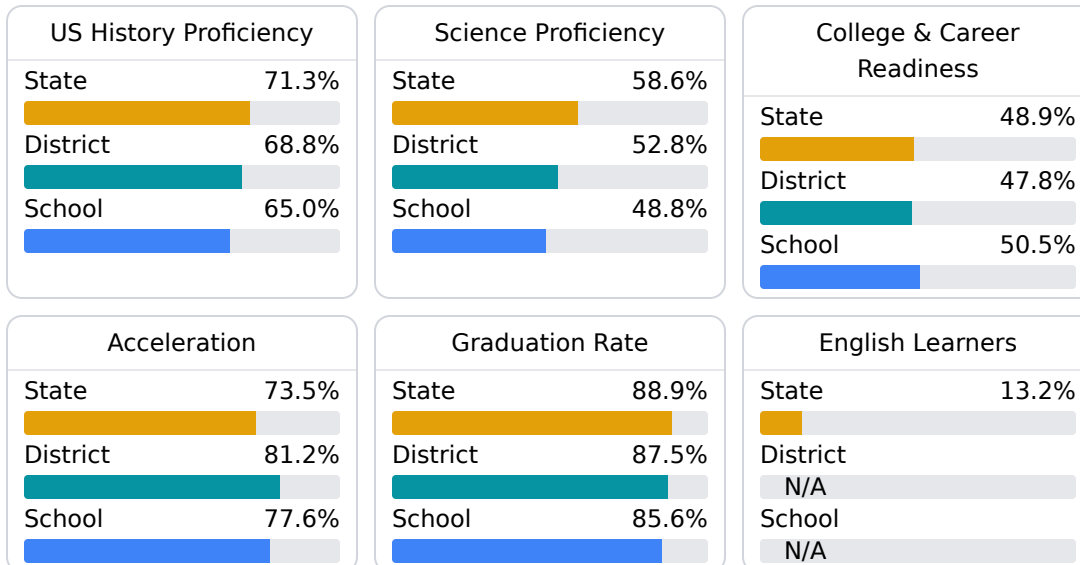 US History Proficiency
State 71.3%
District 68.8%
School 65.0%
Science Proficiency
State 58.6%
District 52.8%
School 48.8%
College & Career
Readiness
State 48.9%
District 47.8%
School 50.5%
Acceleration
State 73.5%
District 81.2%
School 77.6%
Graduation Rate
State 88.9%
District 87.5%
School 85.6%
English Learners
State 13.2%
District
N/A
School
N/A